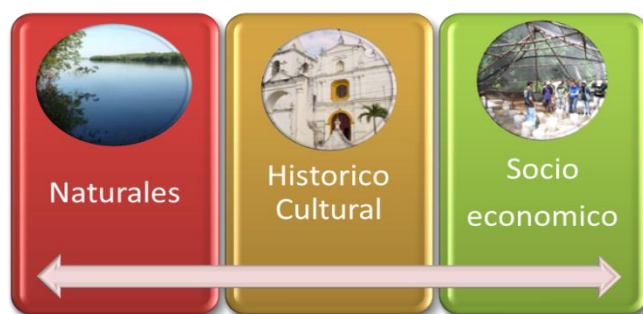 Naturales
Historico
Cultural
Socio
economico